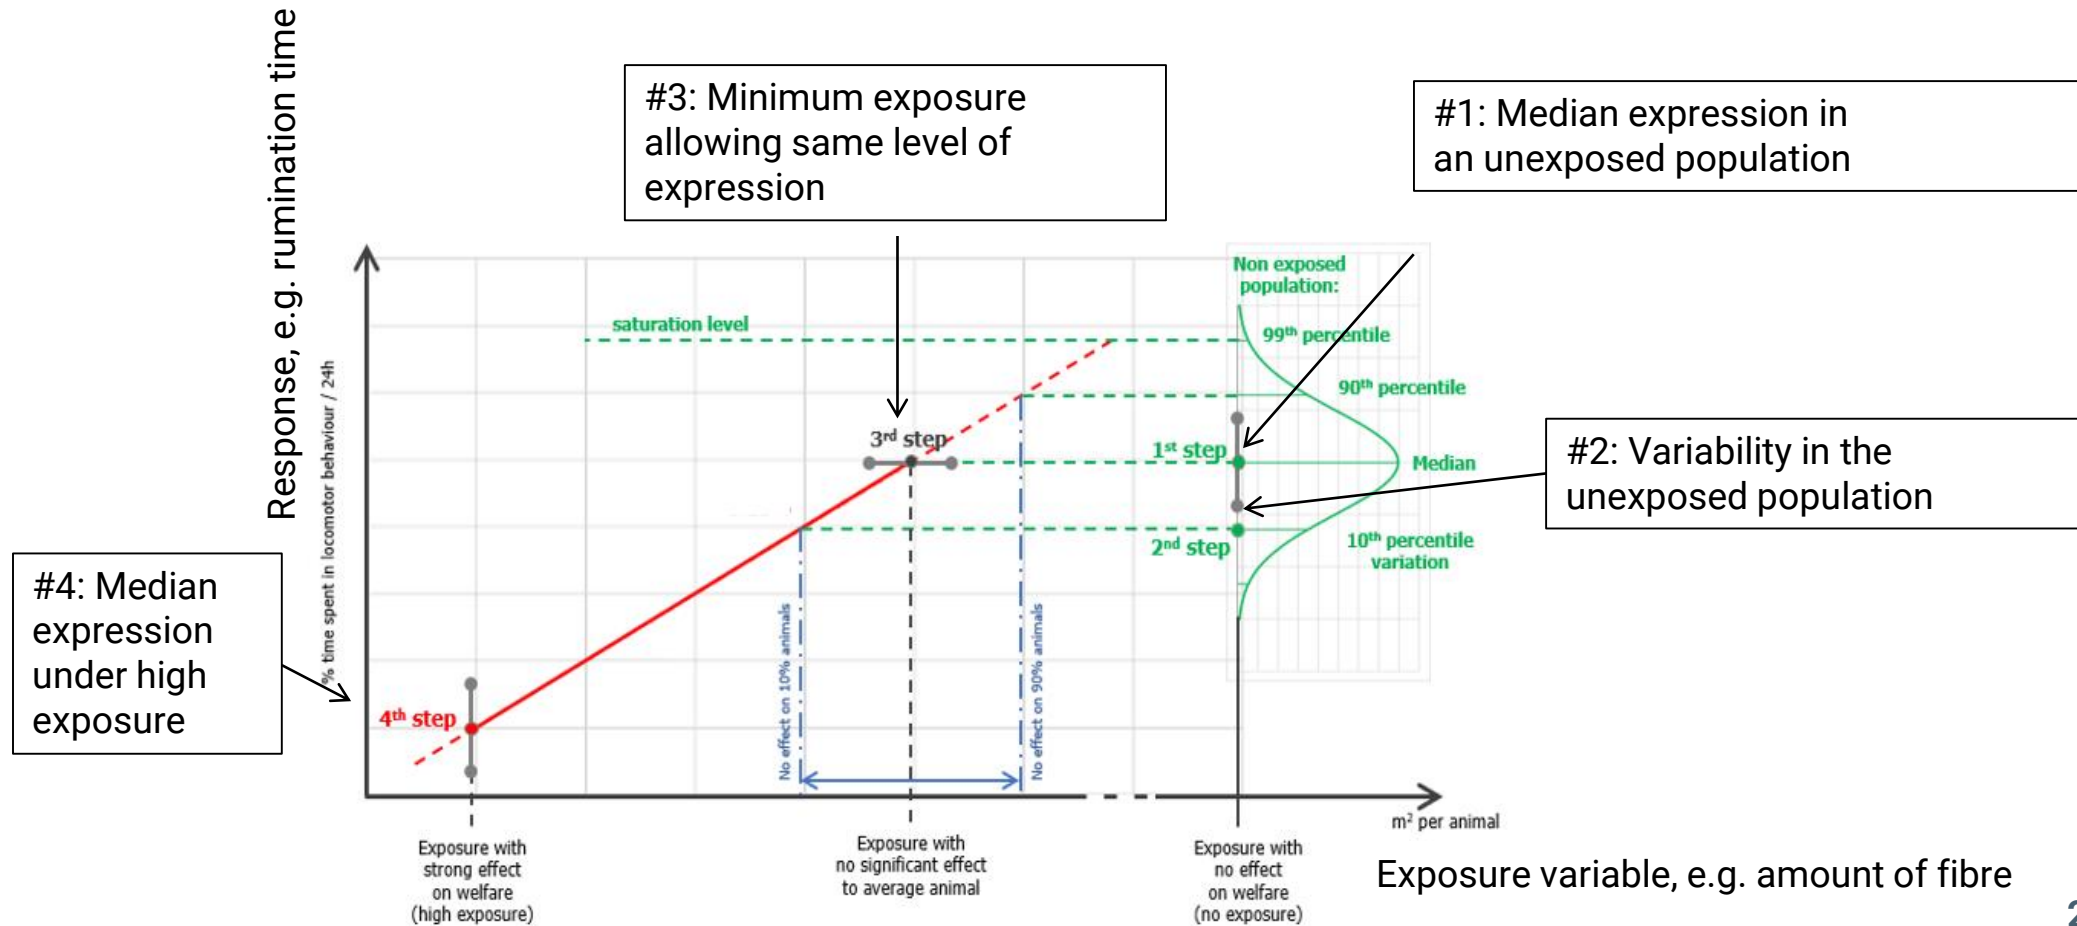 Response, e.g. rumination time
% time spent in locomotor behaviour / 24h
#3: Minimum exposure
allowing same level of
expression
#1: Median expression in
an unexposed population
Non exposed
population:
saturation level
99th percentile
90th percentile
3rd step
1st step
Median
#2: Variability in the
unexposed population
2nd step
10th percentile
variation
#4: Median
expression
under high
exposure
4th step
No effect on 10% animals
No effect on 90% animals
m² per animal
Exposure with
strong effect
on welfare
(high exposure)
Exposure with
no significant effect
to average animal
Exposure with
no effect
on welfare
(no exposure)
Exposure variable, e.g. amount of fibre